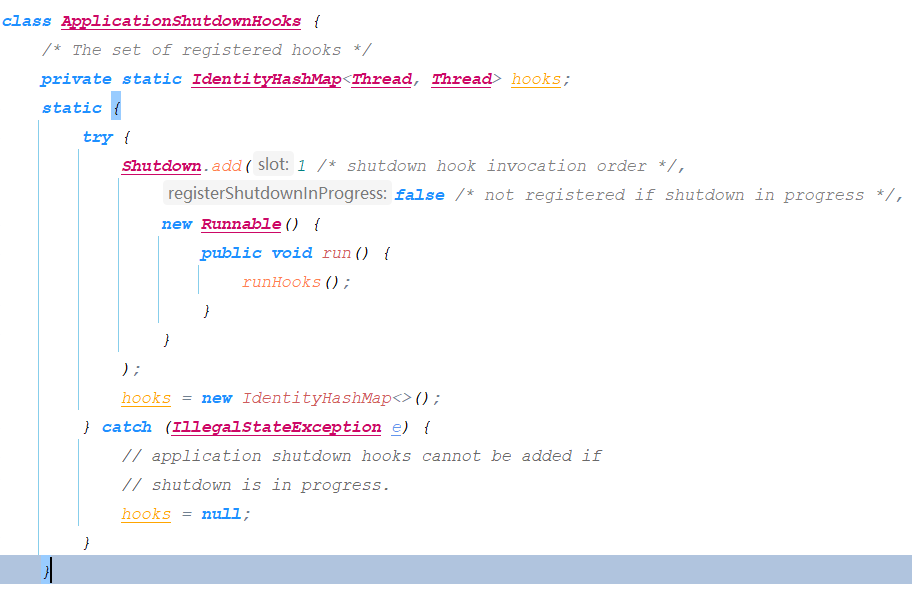 class ApplicationShutdownHooks {
/* The set of registered hooks */
private static IdentityHashMap<Thread, Thread> hooks;
static {
try {
Shutdown.add( slot: 1 /* shutdown hook invocation order */,
registerShutdownInProgress: false /* not registered if shutdown in progress */,
new Runnable() {
public void run() {
runHooks();
}
}
);
hooks = new IdentityHashMap<>();
} catch (IllegalStateException e) {
// application shutdown hooks cannot be added if
// shutdown is in progress.
hooks = null;
}
}